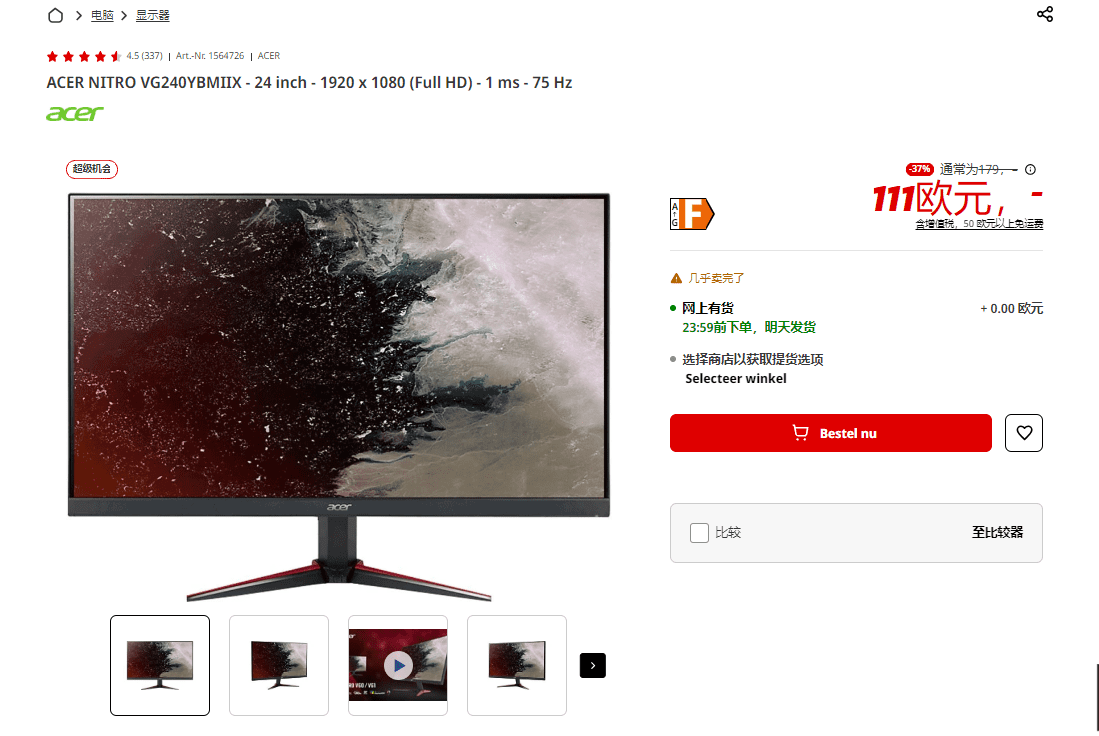 电脑 显示器
4.5 (337) | Art.-Nr. 1564726 | ACER
ACER NITRO VG240YBMIIX - 24 inch - 1920 x 1080 (Full HD) - 1 ms - 75 Hz
acer
超级机会
-37% 通常为179，–
111欧元，-
含增值税，50 欧元以上免运费
A
G
F
几乎卖完了
网上有货 + 0.00 欧元
23:59前下单，明天发货
选择商店以获取提货选项
Selecteer winkel
Bestel nu
比较 至比较器
acer